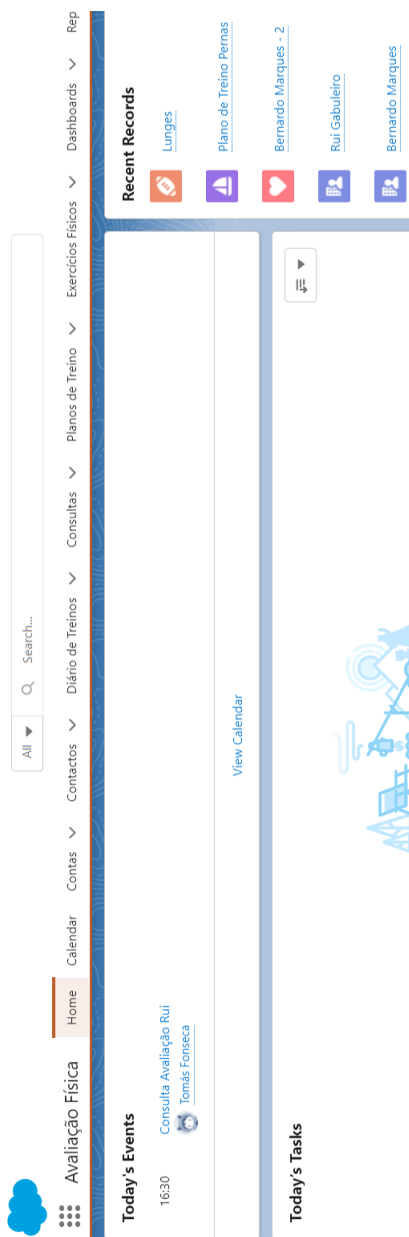 All
Search...
Avaliação Física
Home
Calendar
Contas
Contactos
Diário de Treinos
Consultas
Planos de Treino
Exercícios Físicos
Dashboards
Rep
Today's Events
16:30
Consulta Avaliação Rui
Tomás Fonseca
View Calendar
Today's Tasks
Recent Records
Lunges
Plano de Treino Pernas
Bernardo Marques - 2
Rui Gabuleiro
Bernardo Marques